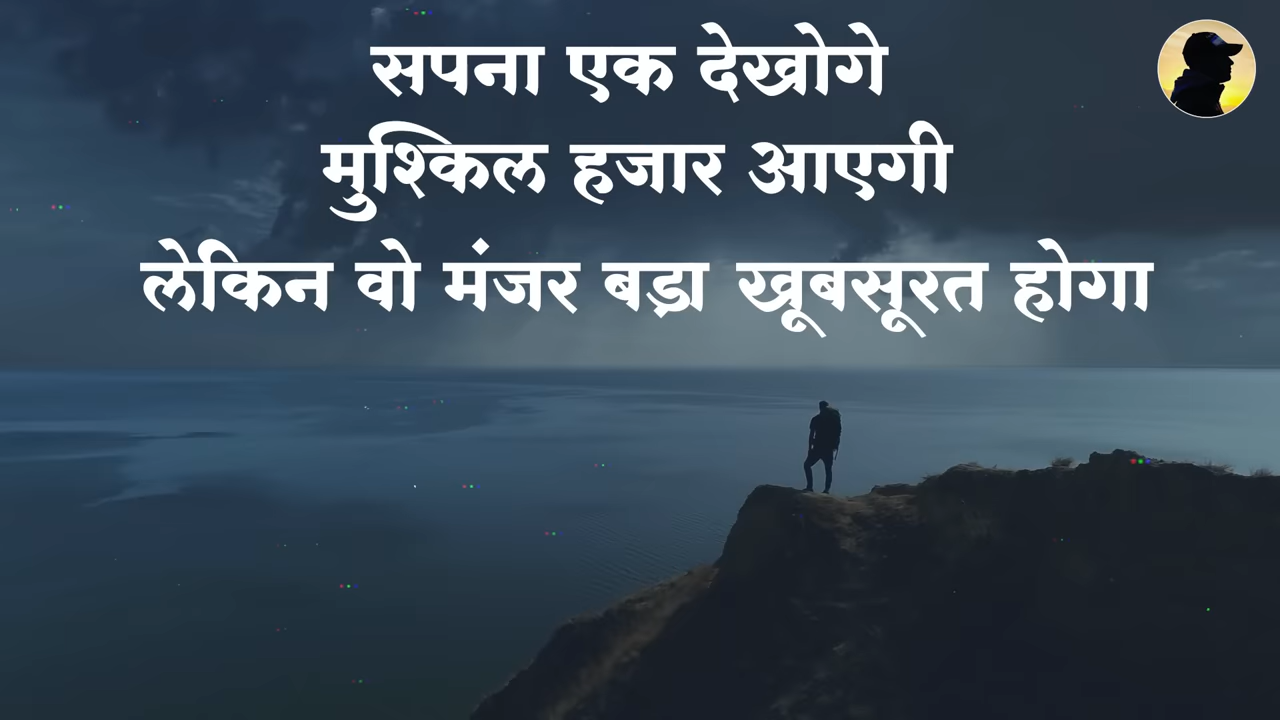 सपना एक देखोगे
मुश्किल हजार आएगी
लेकिन वो मंजर बड़ा खूबसूरत होगा